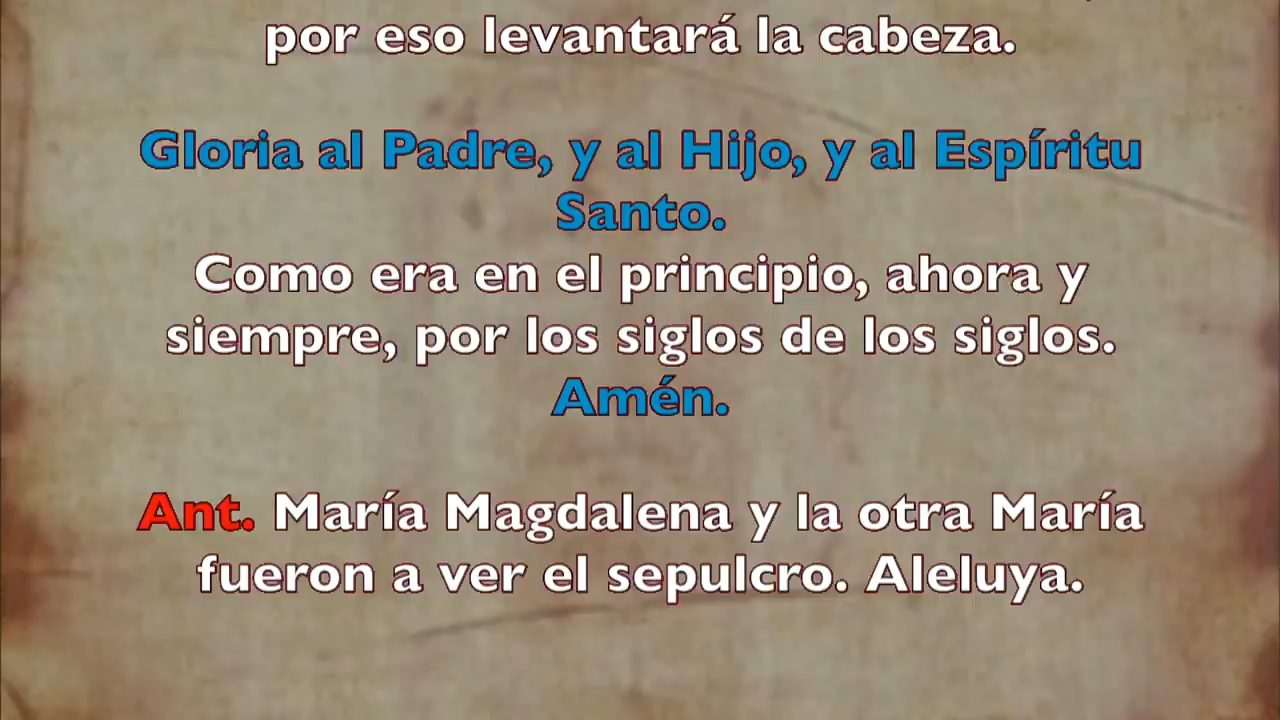 por eso levantará la cabeza.
Gloria al Padre, y al Hijo, y al Espíritu
Santo.
Como era en el principio, ahora y
siempre, por los siglos de los siglos.
Amén.
Ant. María Magdalena y la otra María
fueron a ver el sepulcro. Aleluya.